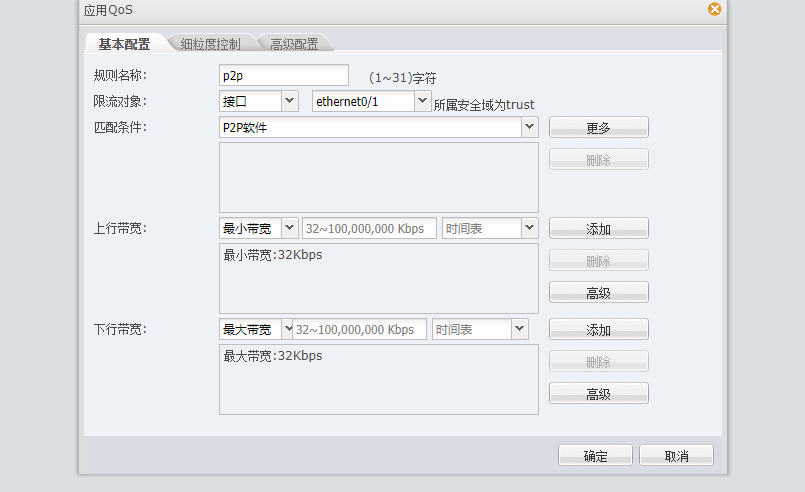 应用QoS
基本配置 细粒度控制 高级配置
规则名称: p2p (1~31)字符
限流对象: 接口 ethernet0/1 所属安全域为trust
匹配条件: P2P软件 更多
删除
上行带宽: 最小带宽 32~100,000,000 Kbps 时间表 添加
最小带宽:32Kbps
删除
高级
下行带宽: 最大带宽 32~100,000,000 Kbps 时间表 添加
最大带宽:32Kbps
删除
高级
确定 取消